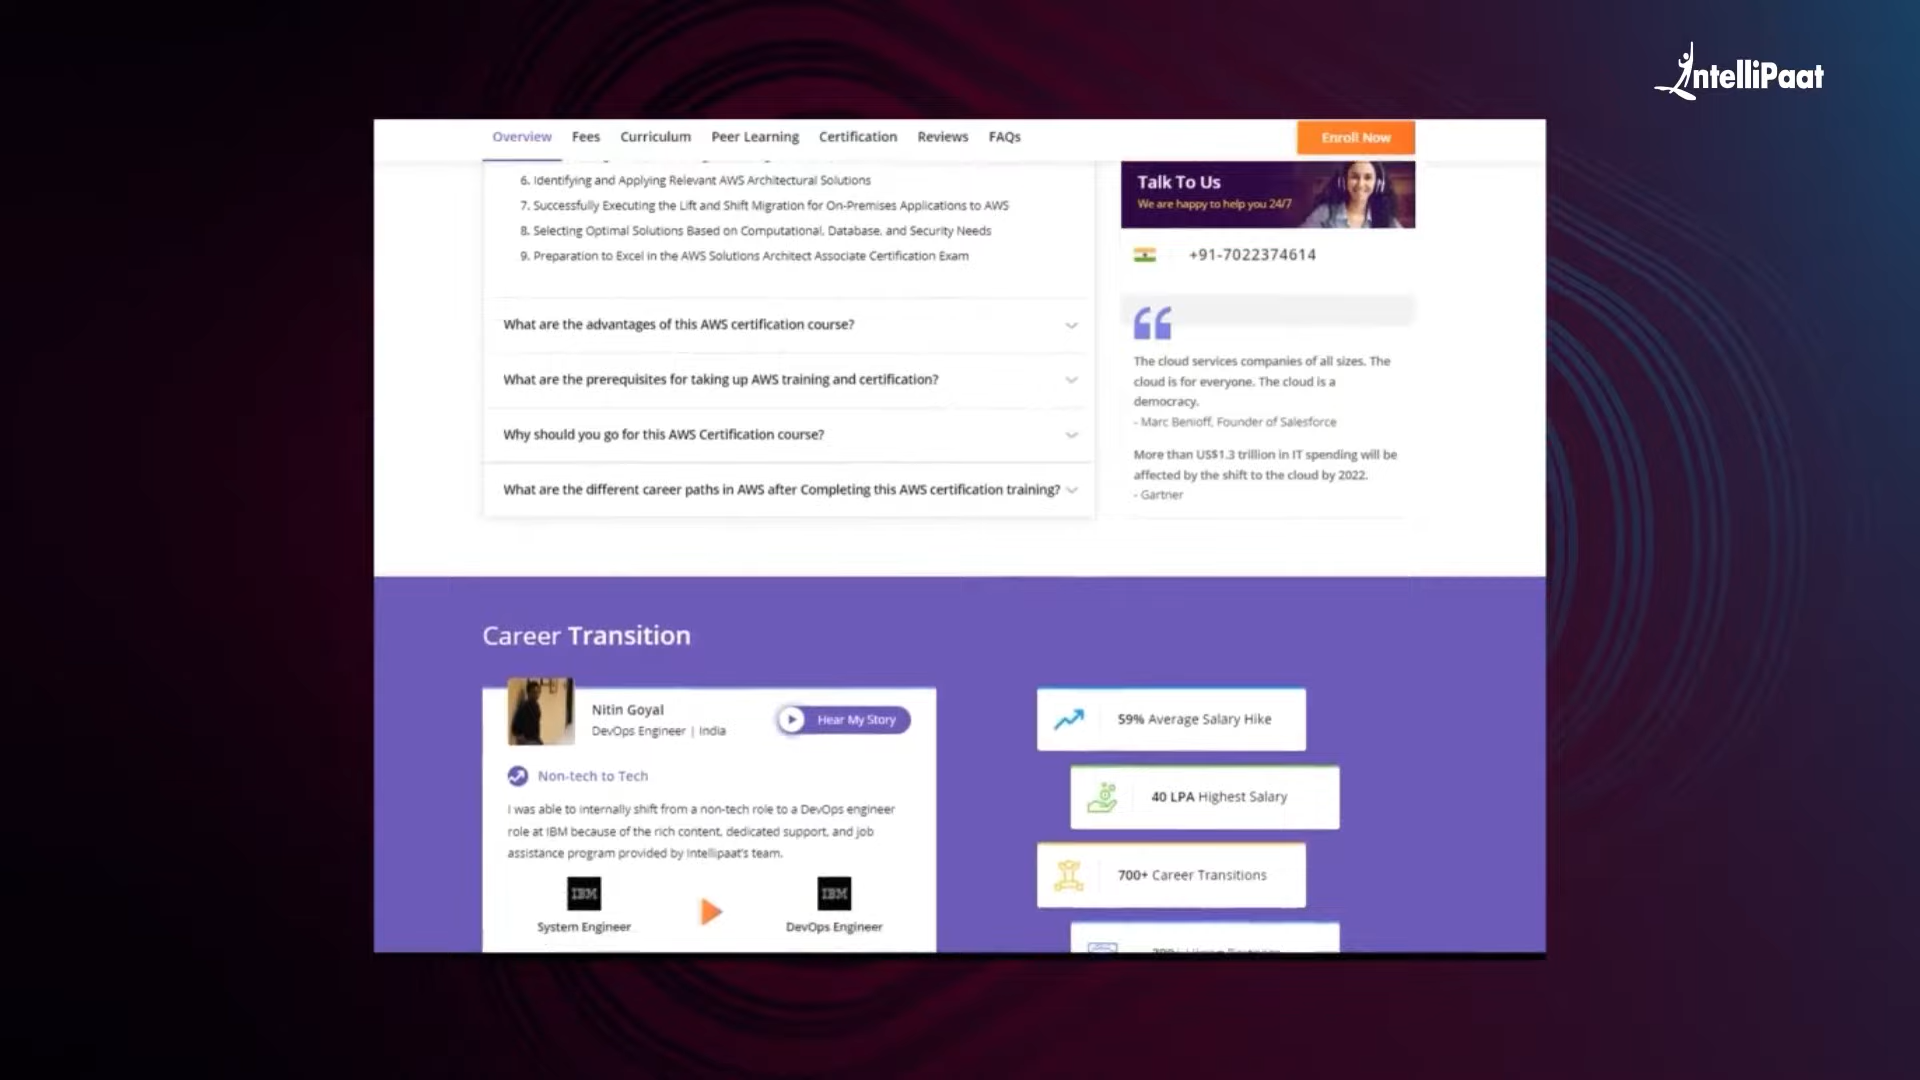 IntelliPaat
Overview Fees Curriculum Peer Learning Certification Reviews FAQs Enroll Now
6. Identifying and Applying Relevant AWS Architectural Solutions
7. Successfully Executing the Lift and Shift Migration for On-Premises Applications to AWS
8. Selecting Optimal Solutions Based on Computational, Database, and Security Needs
9. Preparation to Excel in the AWS Solutions Architect Associate Certification Exam
What are the advantages of this AWS certification course?
What are the prerequisites for taking up AWS training and certification?
Why should you go for this AWS Certification course?
What are the different career paths in AWS after Completing this AWS certification training?
Talk To Us
We are happy to help you 24/7
+91-7022374614
The cloud services companies of all sizes. The
cloud is for everyone. The cloud is a
democracy.
- Marc Benioff, Founder of Salesforce
More than US$1.3 trillion in IT spending will be
affected by the shift to the cloud by 2022.
- Gartner
Career Transition
Nitin Goyal
DevOps Engineer | India
Hear My Story
Non-tech to Tech
I was able to internally shift from a non-tech role to a DevOps engineer
role at IBM because of the rich content, dedicated support, and job
assistance program provided by Intellipaat's team.
IBM IBM
System Engineer DevOps Engineer
59% Average Salary Hike
40 LPA Highest Salary
700+ Career Transitions